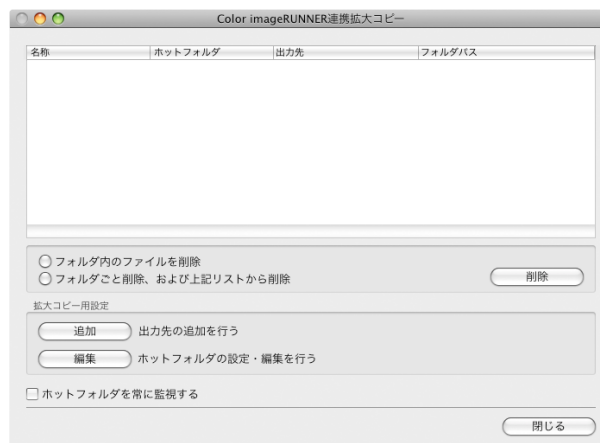 Color imageRUNNER連携拡大コピー
名称 ホットフォルダ 出力先 フォルダパス
フォルダ内のファイルを削除
フォルダごと削除、および上記リストから削除
削除
拡大コピー用設定
追加 出力先の追加を行う
編集 ホットフォルダの設定・編集を行う
ホットフォルダを常に監視する
閉じる